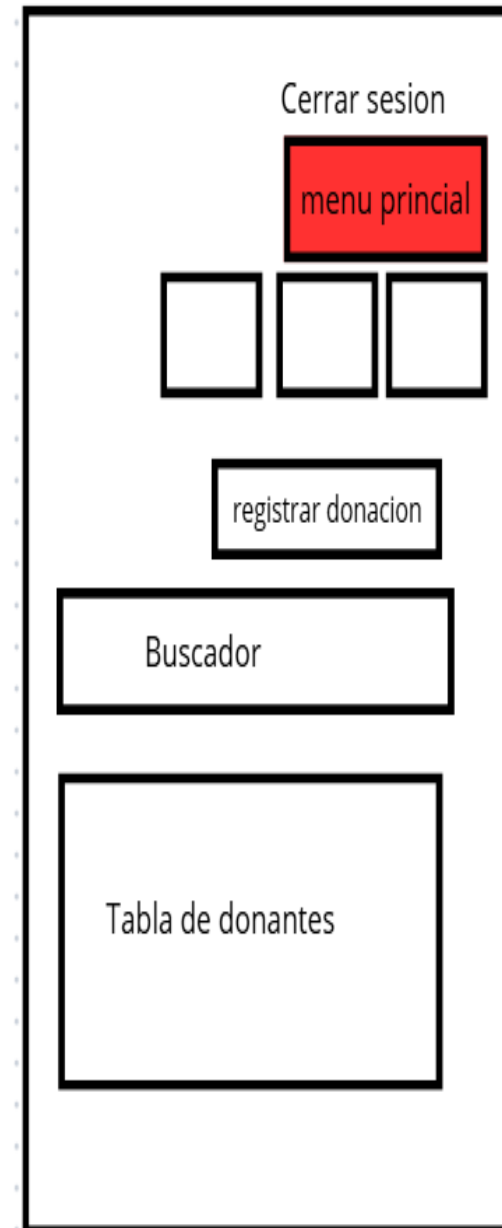 Cerrar sesion
menu princial
registrar donacion
Buscador
Tabla de donantes